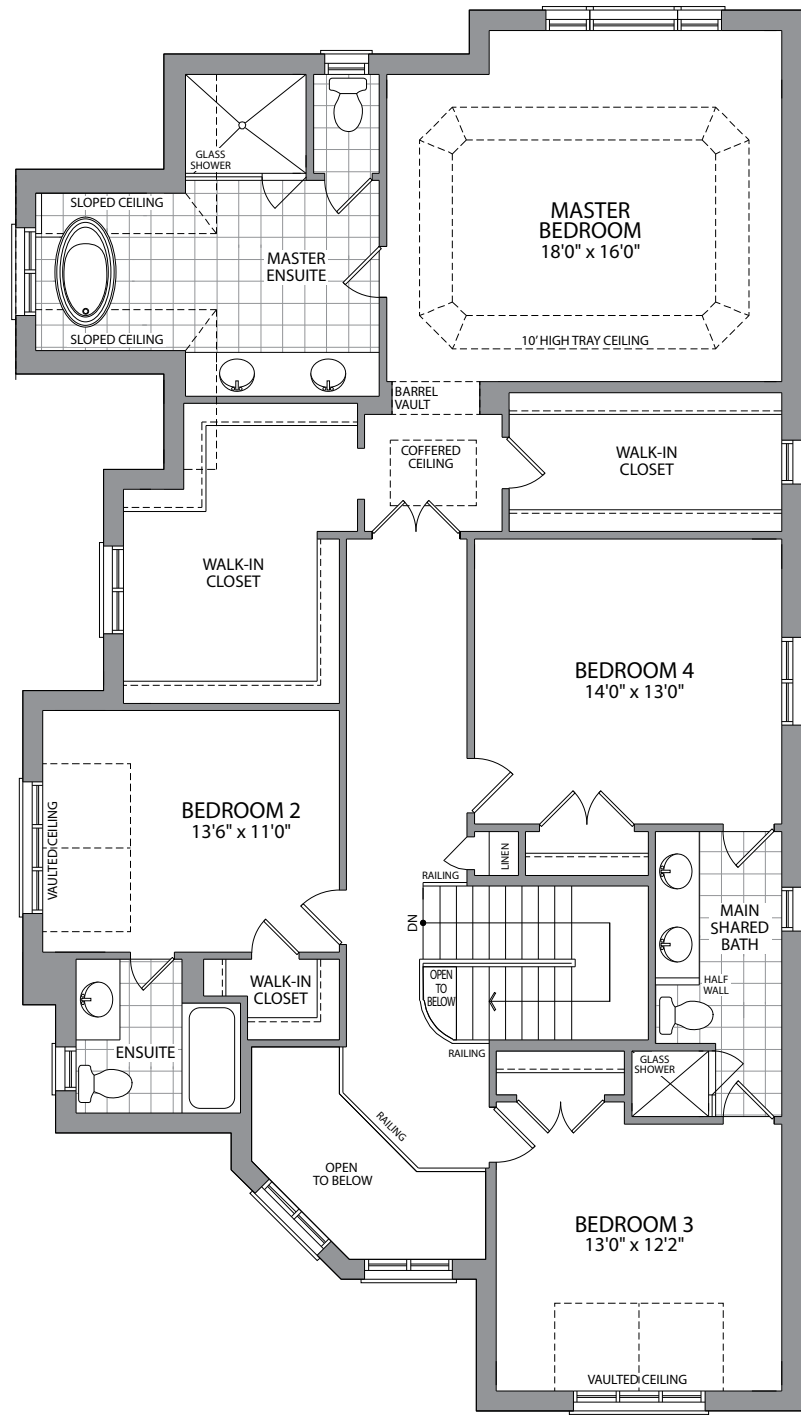 GLASS
SHOWER
SLOPED CEILING
MASTER
ENSUITE
SLOPED CEILING
MASTER
BEDROOM
18'0" x 16'0"
10' HIGH TRAY CEILING
BARREL
VAULT
COFFERED
CEILING
WALK-IN
CLOSET
WALK-IN
CLOSET
BEDROOM 4
14'0" x 13'0"
BEDROOM 2
13'6" x 11'0"
VAULTED CEILING
LINEN
RAILING
DN
OPEN
TO
BELOW
RAILING
MAIN
SHARED
BATH
HALF
WALL
WALK-IN
CLOSET
ENSUITE
GLASS
SHOWER
RAILING
OPEN
TO BELOW
BEDROOM 3
13'0" x 12'2"
VAULTED CEILING